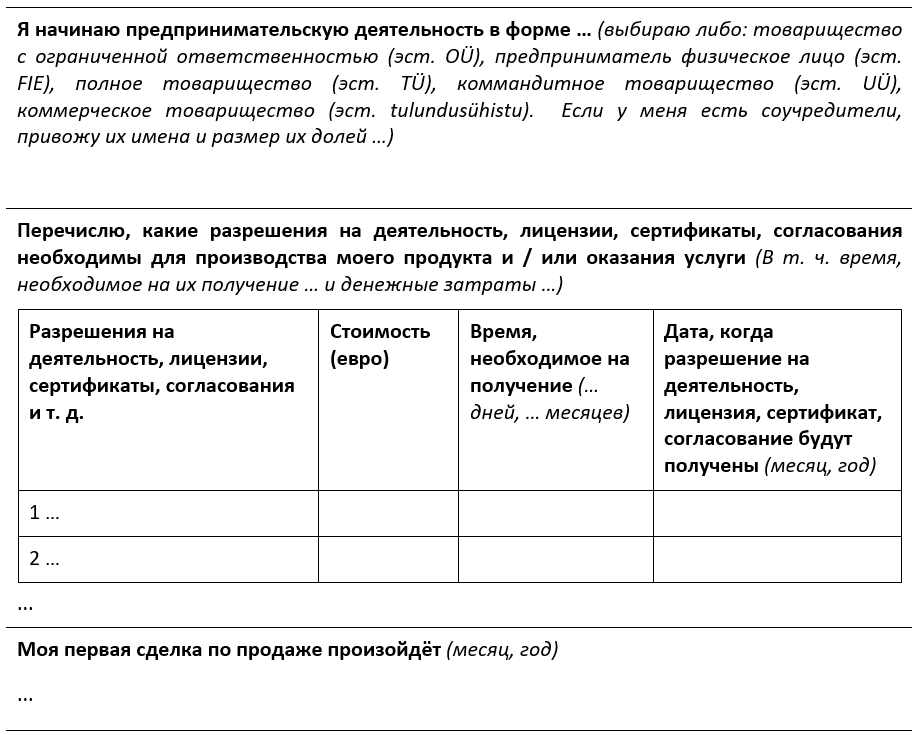 Я начинаю предпринимательскую деятельность в форме … (выбираю либо: товарищество
с ограниченной ответственностью (эст. OÜ), предприниматель физическое лицо (эст.
FIE), полное товарищество (эст. TÜ), коммандитное товарищество (эст. UÜ),
коммерческое товарищество (эст. tulundusühistu). Если у меня есть соучредители,
привожу их имена и размер их долей …)
Перечислю, какие разрешения на деятельность, лицензии, сертификаты, согласования
необходимы для производства моего продукта и / или оказания услуги (В т. ч. время,
необходимое на их получение … и денежные затраты …)
Разрешения на
деятельность, лицензии,
сертификаты, согласования
и т. д.
Стоимость
(евро)
Время,
необходимое на
получение (…
дней, … месяцев)
Дата, когда
разрешение на
деятельность,
лицензия, сертификат,
согласование будут
получены (месяц, год)
1 …
2 …
…
Моя первая сделка по продаже произойдёт (месяц, год)
…